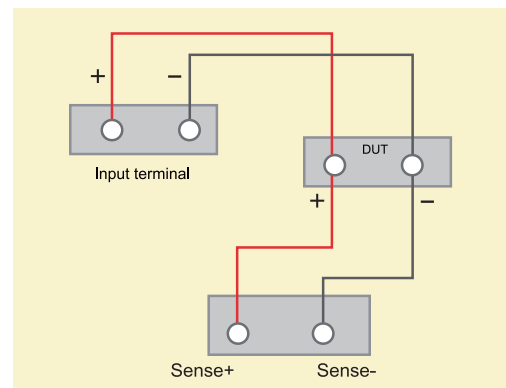 + −
Input terminal
DUT
+ −
Sense+ Sense-